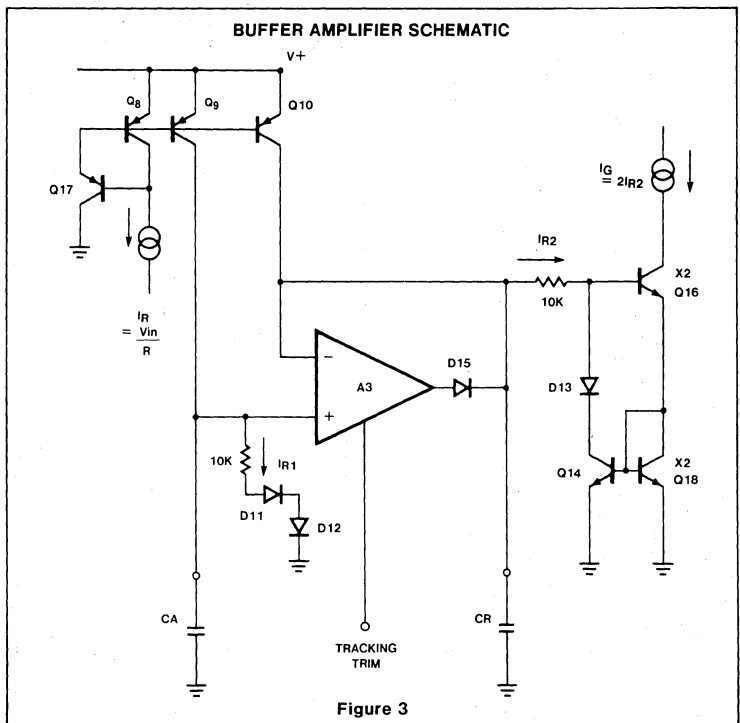 BUFFER AMPLIFIER SCHEMATIC
V+
Q8
Q9
Q10
Q17
IR
= Vin
R
IG
= 2IR2
IR2
10K
X2
Q16
D15
A3
−
+
D13
10K
IR1
D11
D12
Q14
X2
Q18
CA
CR
TRACKING
TRIM
Figure 3